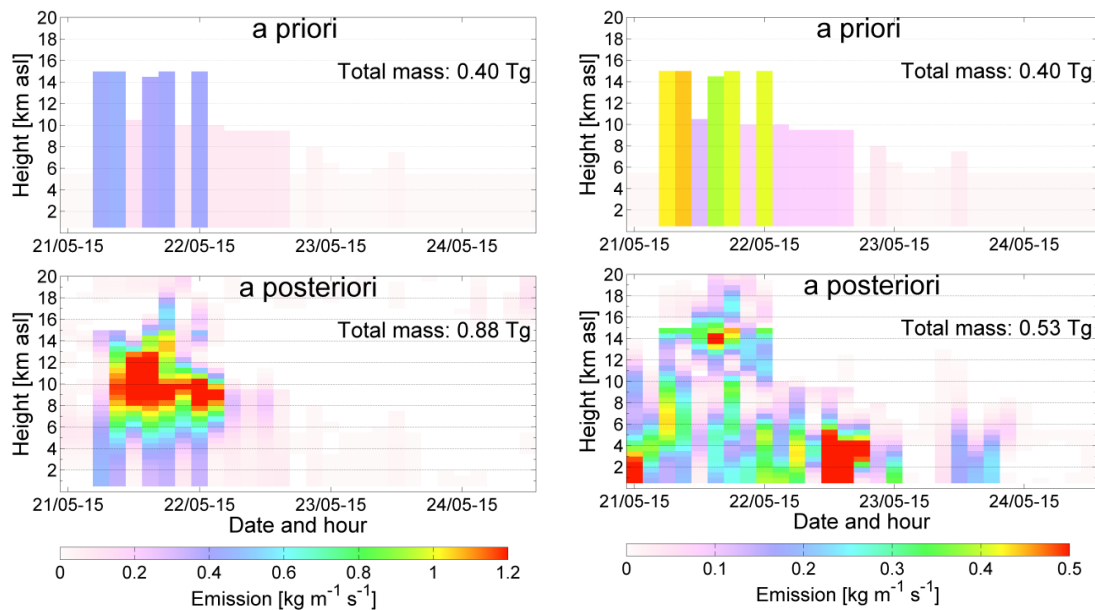 a priori
Total mass: 0.40 Tg
Height [km asl]
20
18
16
14
12
10
8
6
4
2
21/05-15 22/05-15 23/05-15 24/05-15
a priori
Total mass: 0.40 Tg
Height [km asl]
20
18
16
14
12
10
8
6
4
2
21/05-15 22/05-15 23/05-15 24/05-15
a posteriori
Total mass: 0.88 Tg
Height [km asl]
20
18
16
14
12
10
8
6
4
2
21/05-15 22/05-15 23/05-15 24/05-15
Date and hour
0 0.2 0.4 0.6 0.8 1 1.2
Emission [kg m⁻¹ s⁻¹]
a posteriori
Total mass: 0.53 Tg
Height [km asl]
20
18
16
14
12
10
8
6
4
2
21/05-15 22/05-15 23/05-15 24/05-15
Date and hour
0 0.1 0.2 0.3 0.4 0.5
Emission [kg m⁻¹ s⁻¹]